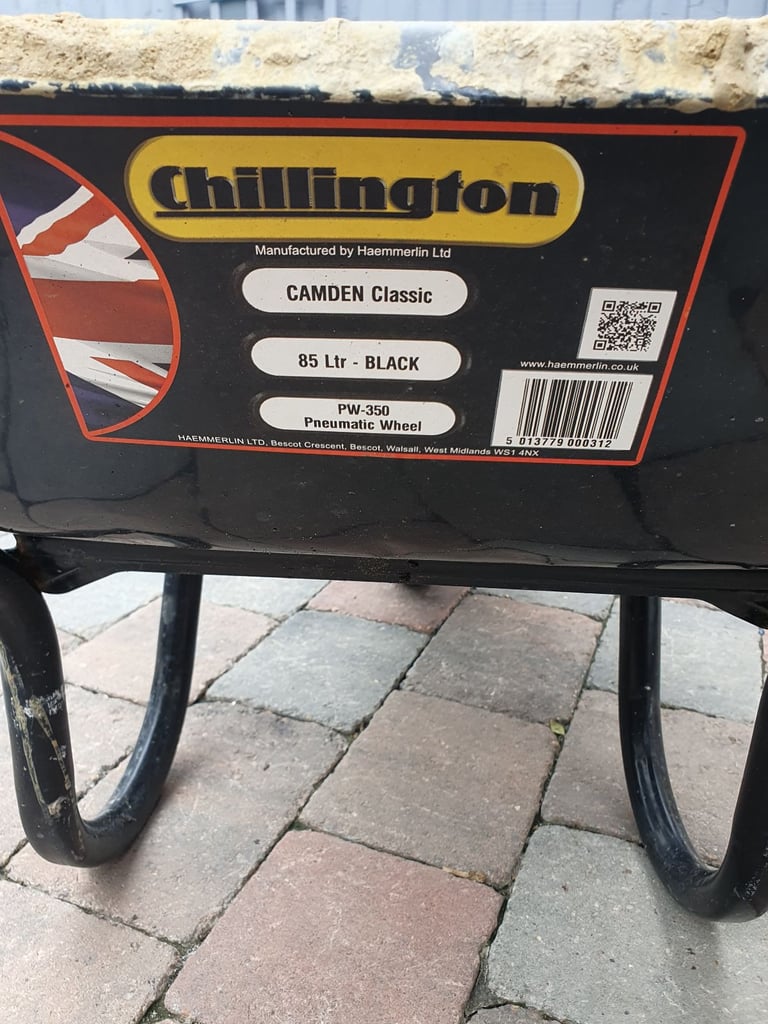 Chillington
Manufactured by Haemmerlin Ltd
CAMDEN Classic
85 Ltr - BLACK
PW-350
Pneumatic Wheel
www.haemmerlin.co.uk
5 013779 000312
HAEMMERLIN LTD, Bescot Crescent, Bescot, Walsall, West Midlands WS1 4NX